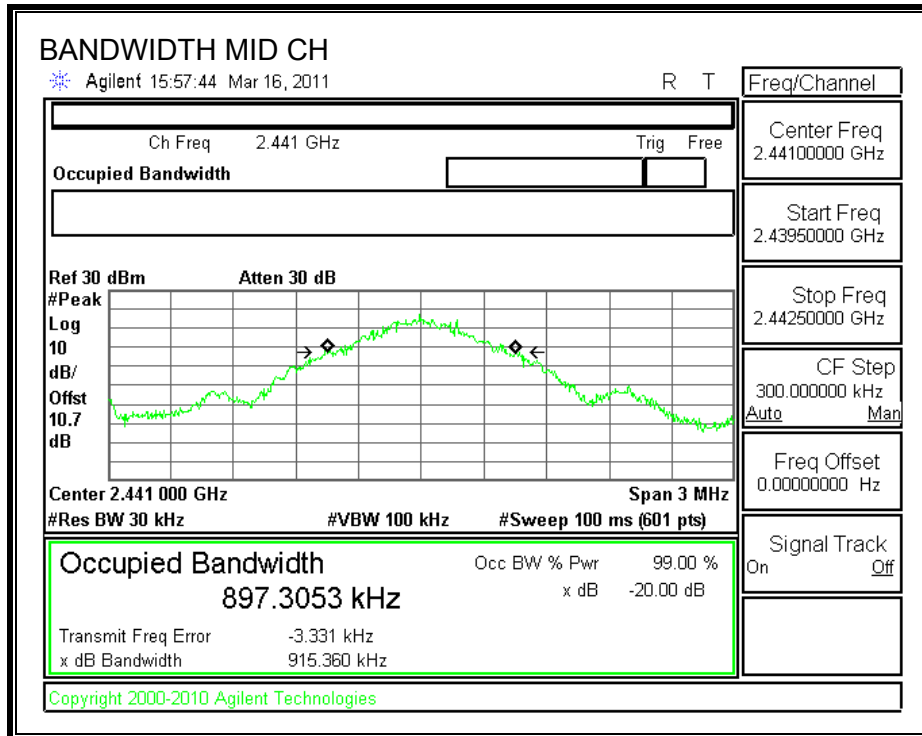 BANDWIDTH MID CH
Agilent 15:57:44 Mar 16, 2011 R T
Freq/Channel
Ch Freq 2.441 GHz Trig Free
Occupied Bandwidth
Center Freq
2.44100000 GHz
Start Freq
2.43950000 GHz
Stop Freq
2.44250000 GHz
CF Step
300.000000 kHz
Auto Man
Freq Offset
0.00000000 Hz
Signal Track
On Off
Ref 30 dBm Atten 30 dB
#Peak
Log
10
dB/
Offst
10.7
dB
Center 2.441 000 GHz Span 3 MHz
#Res BW 30 kHz #VBW 100 kHz #Sweep 100 ms (601 pts)
Occupied Bandwidth
897.3053 kHz
Occ BW % Pwr 99.00 %
x dB -20.00 dB
Transmit Freq Error -3.331 kHz
x dB Bandwidth 915.360 kHz
Copyright 2000-2010 Agilent Technologies